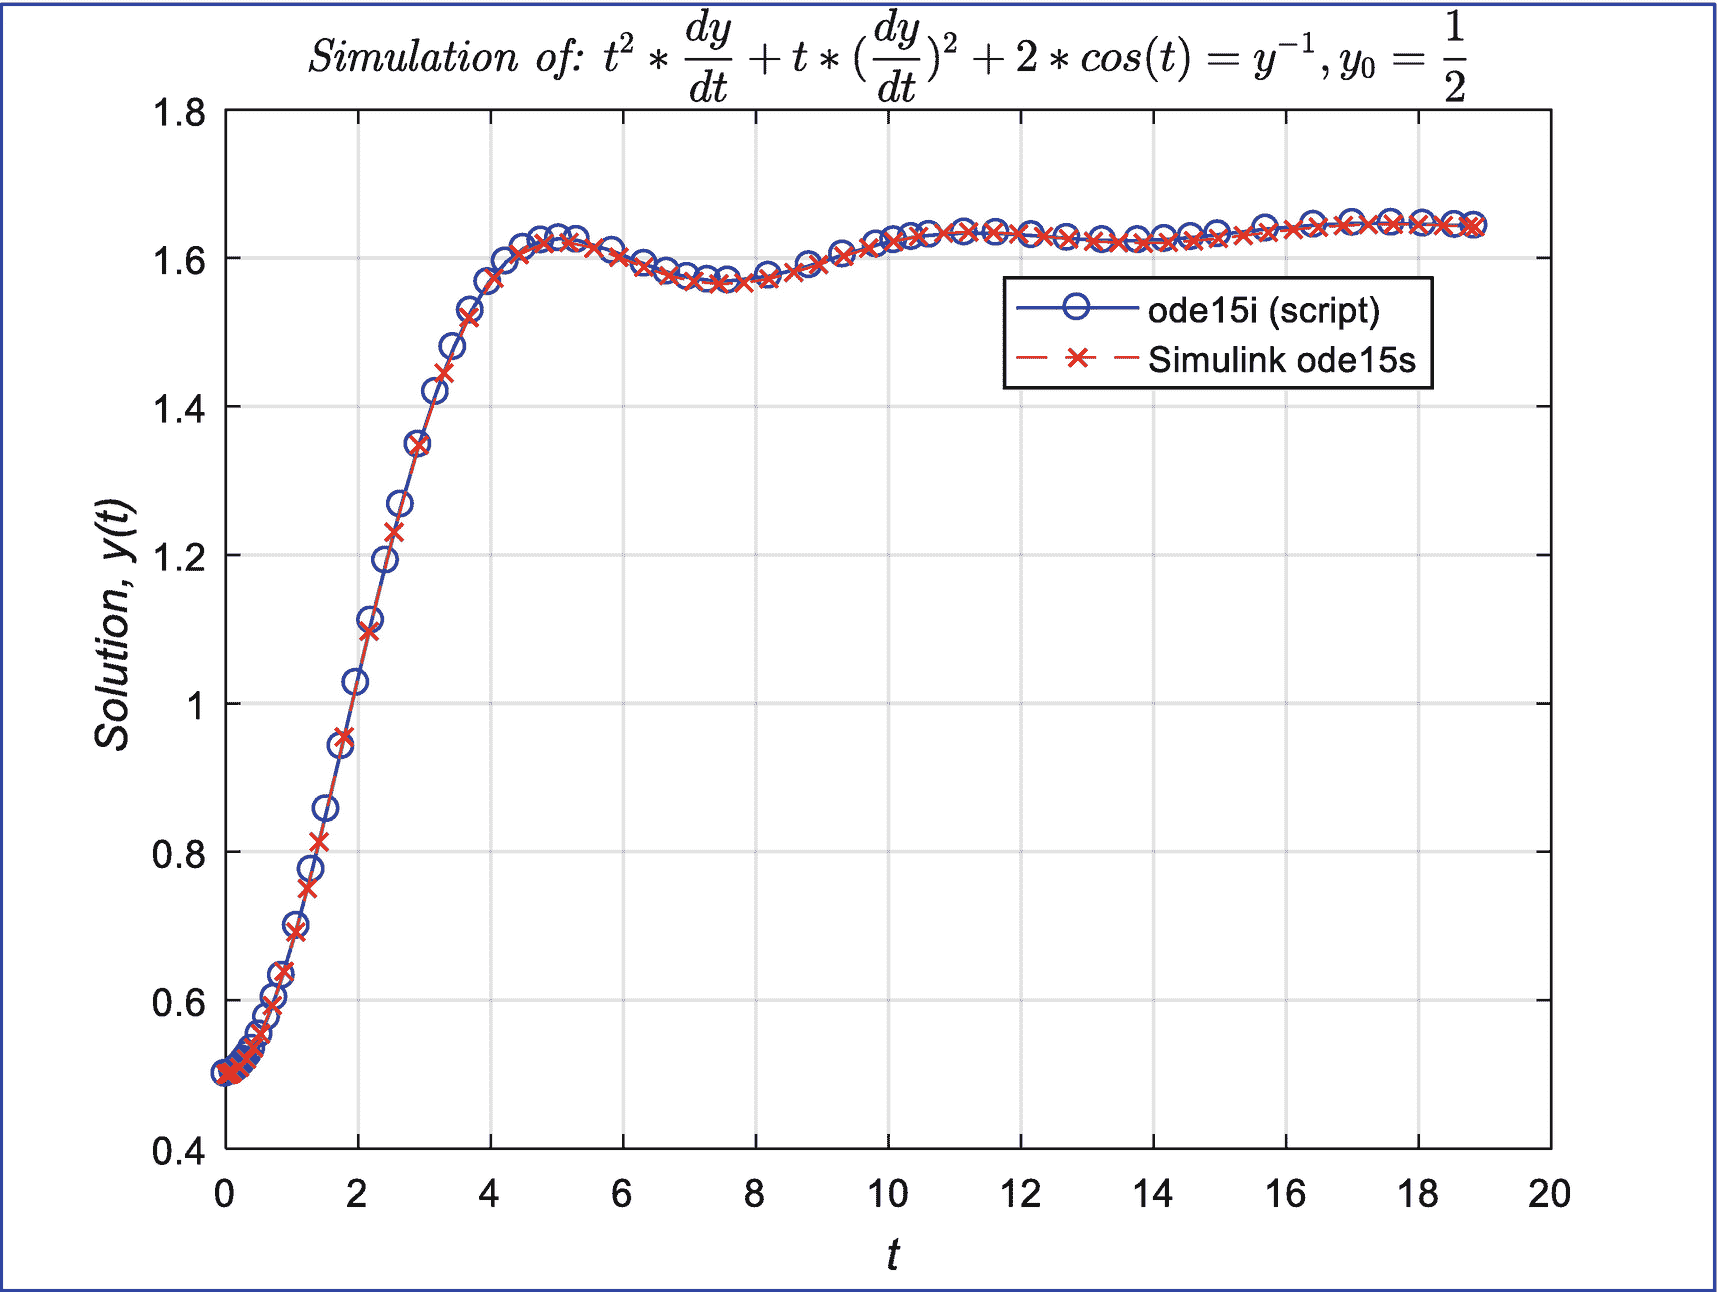 Simulation of: t² * dy/dt + t * (dy/dt)² + 2 * cos(t) = y⁻¹, y₀ = 1/2
1.8
1.6
1.4
1.2
1
0.8
0.6
0.4
Solution, y(t)
ode15i (script)
Simulink ode15s
0 2 4 6 8 10 12 14 16 18 20
t